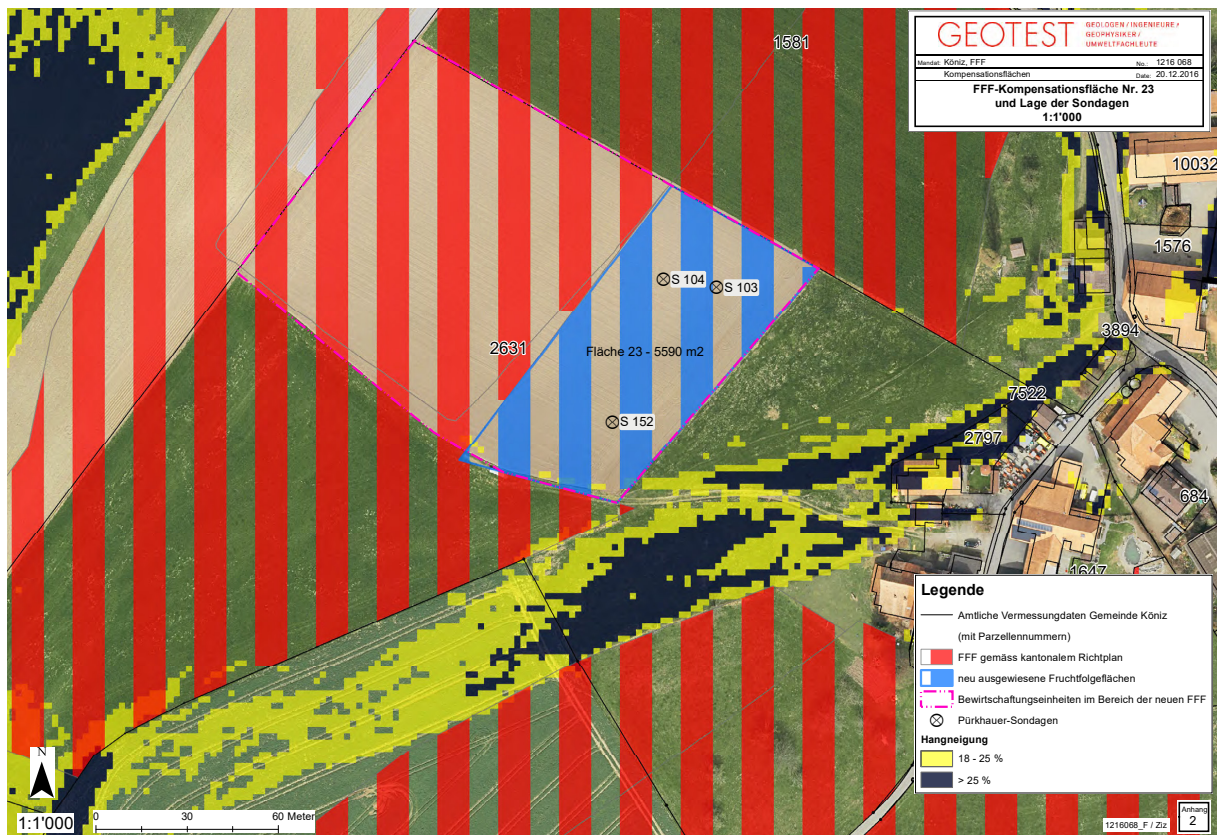 GEOTEST
GEOLOGEN / INGENIEURE /
GEOPHYSIKER /
UMWELTFACHLEUTE
Mandat: Köniz, FFF No.: 1216 068
Kompensationsflächen Date: 20.12.2016
FFF-Kompensationsfläche Nr. 23
und Lage der Sondagen
1:1'000
1581
10032
1576
S 104
S 103
3894
2631
Fläche 23 - 5590 m2
7522
S 152
2797
684
1647
Legende
Amtliche Vermessungdaten Gemeinde Köniz
(mit Parzellennummern)
FFF gemäss kantonalem Richtplan
neu ausgewiesene Fruchtfolgeflächen
Bewirtschaftungseinheiten im Bereich der neuen FFF
Pürkhauer-Sondagen
Hangneigung
18 - 25 %
> 25 %
N
1:1'000
0 30 60 Meter
1216068_F / Ziz
Anhang
2